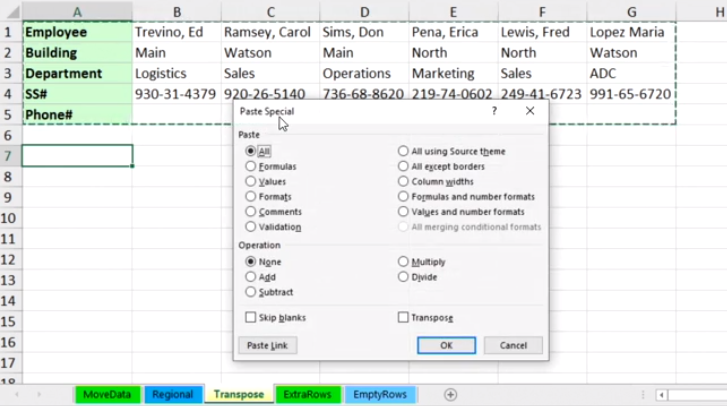 A B C D E F G H
1 Employee Trevino, Ed Ramsey, Carol Sims, Don Pena, Erica Lewis, Fred Lopez Maria
2 Building Main Watson Main North North Watson
3 Department Logistics Sales Operations Marketing Sales ADC
4 SS# 930-31-4379 920-26-5140 736-68-8620 219-74-0602 249-41-6723 991-65-6720
5 Phone#
6
7
8
9
10
11
12
13
14
15
16
17
18
Paste Special ?
Paste
All All using Source theme
Formulas All except borders
Values Column widths
Formats Formulas and number formats
Comments Values and number formats
Validation All merging conditional formats
Operation
None Multiply
Add Divide
Subtract
Skip blanks Transpose
Paste Link OK Cancel
MoveData Regional Transpose ExtraRows EmptyRows